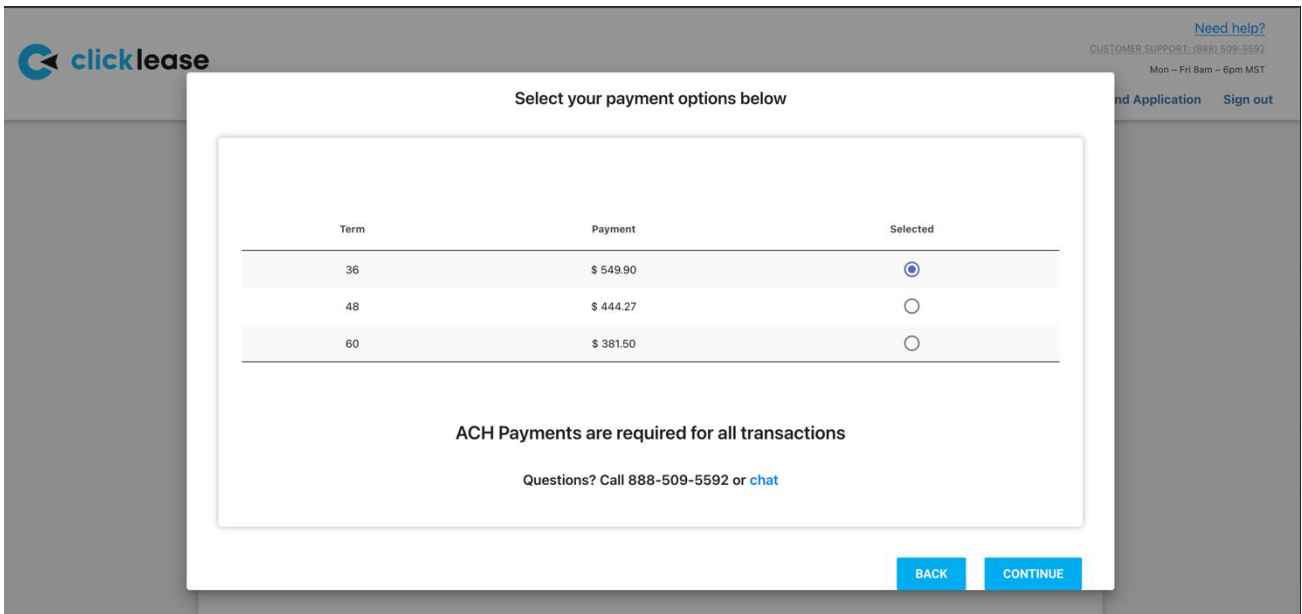 Need help?
CUSTOMER SUPPORT: (888) 509-5592
Mon – Fri 8am – 6pm MST
clicklease
nd Application Sign out
Select your payment options below
Term Payment Selected
36 $ 549.90
48 $ 444.27
60 $ 381.50
ACH Payments are required for all transactions
Questions? Call 888-509-5592 or chat
BACK CONTINUE